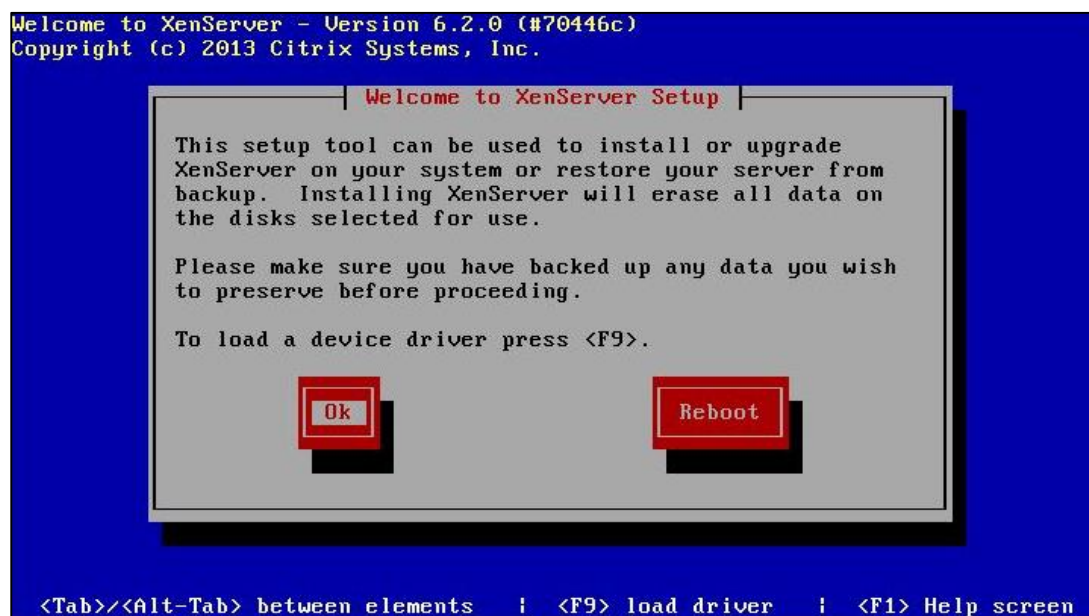 Welcome to XenServer - Version 6.2.0 (#70446c)
Copyright (c) 2013 Citrix Systems, Inc.
Welcome to XenServer Setup
This setup tool can be used to install or upgrade
XenServer on your system or restore your server from
backup.  Installing XenServer will erase all data on
the disks selected for use.
Please make sure you have backed up any data you wish
to preserve before proceeding.
To load a device driver press <F9>.
Ok Reboot
<Tab>/<Alt-Tab> between elements | <F9> load driver | <F1> Help screen